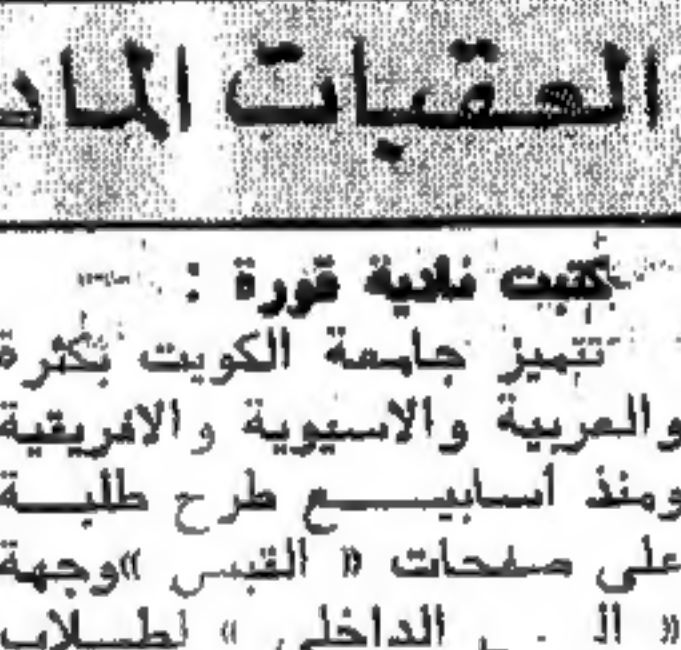 العقبات الماد
كتبت نادية قورة :
تتميز جامعة الكويت بكثرة
والعربية والاسيوية والافريقية
ومنذ أسابيع طرح طلبة
على صفحات « القبس » وجهة
« الداخلي » لطلاب